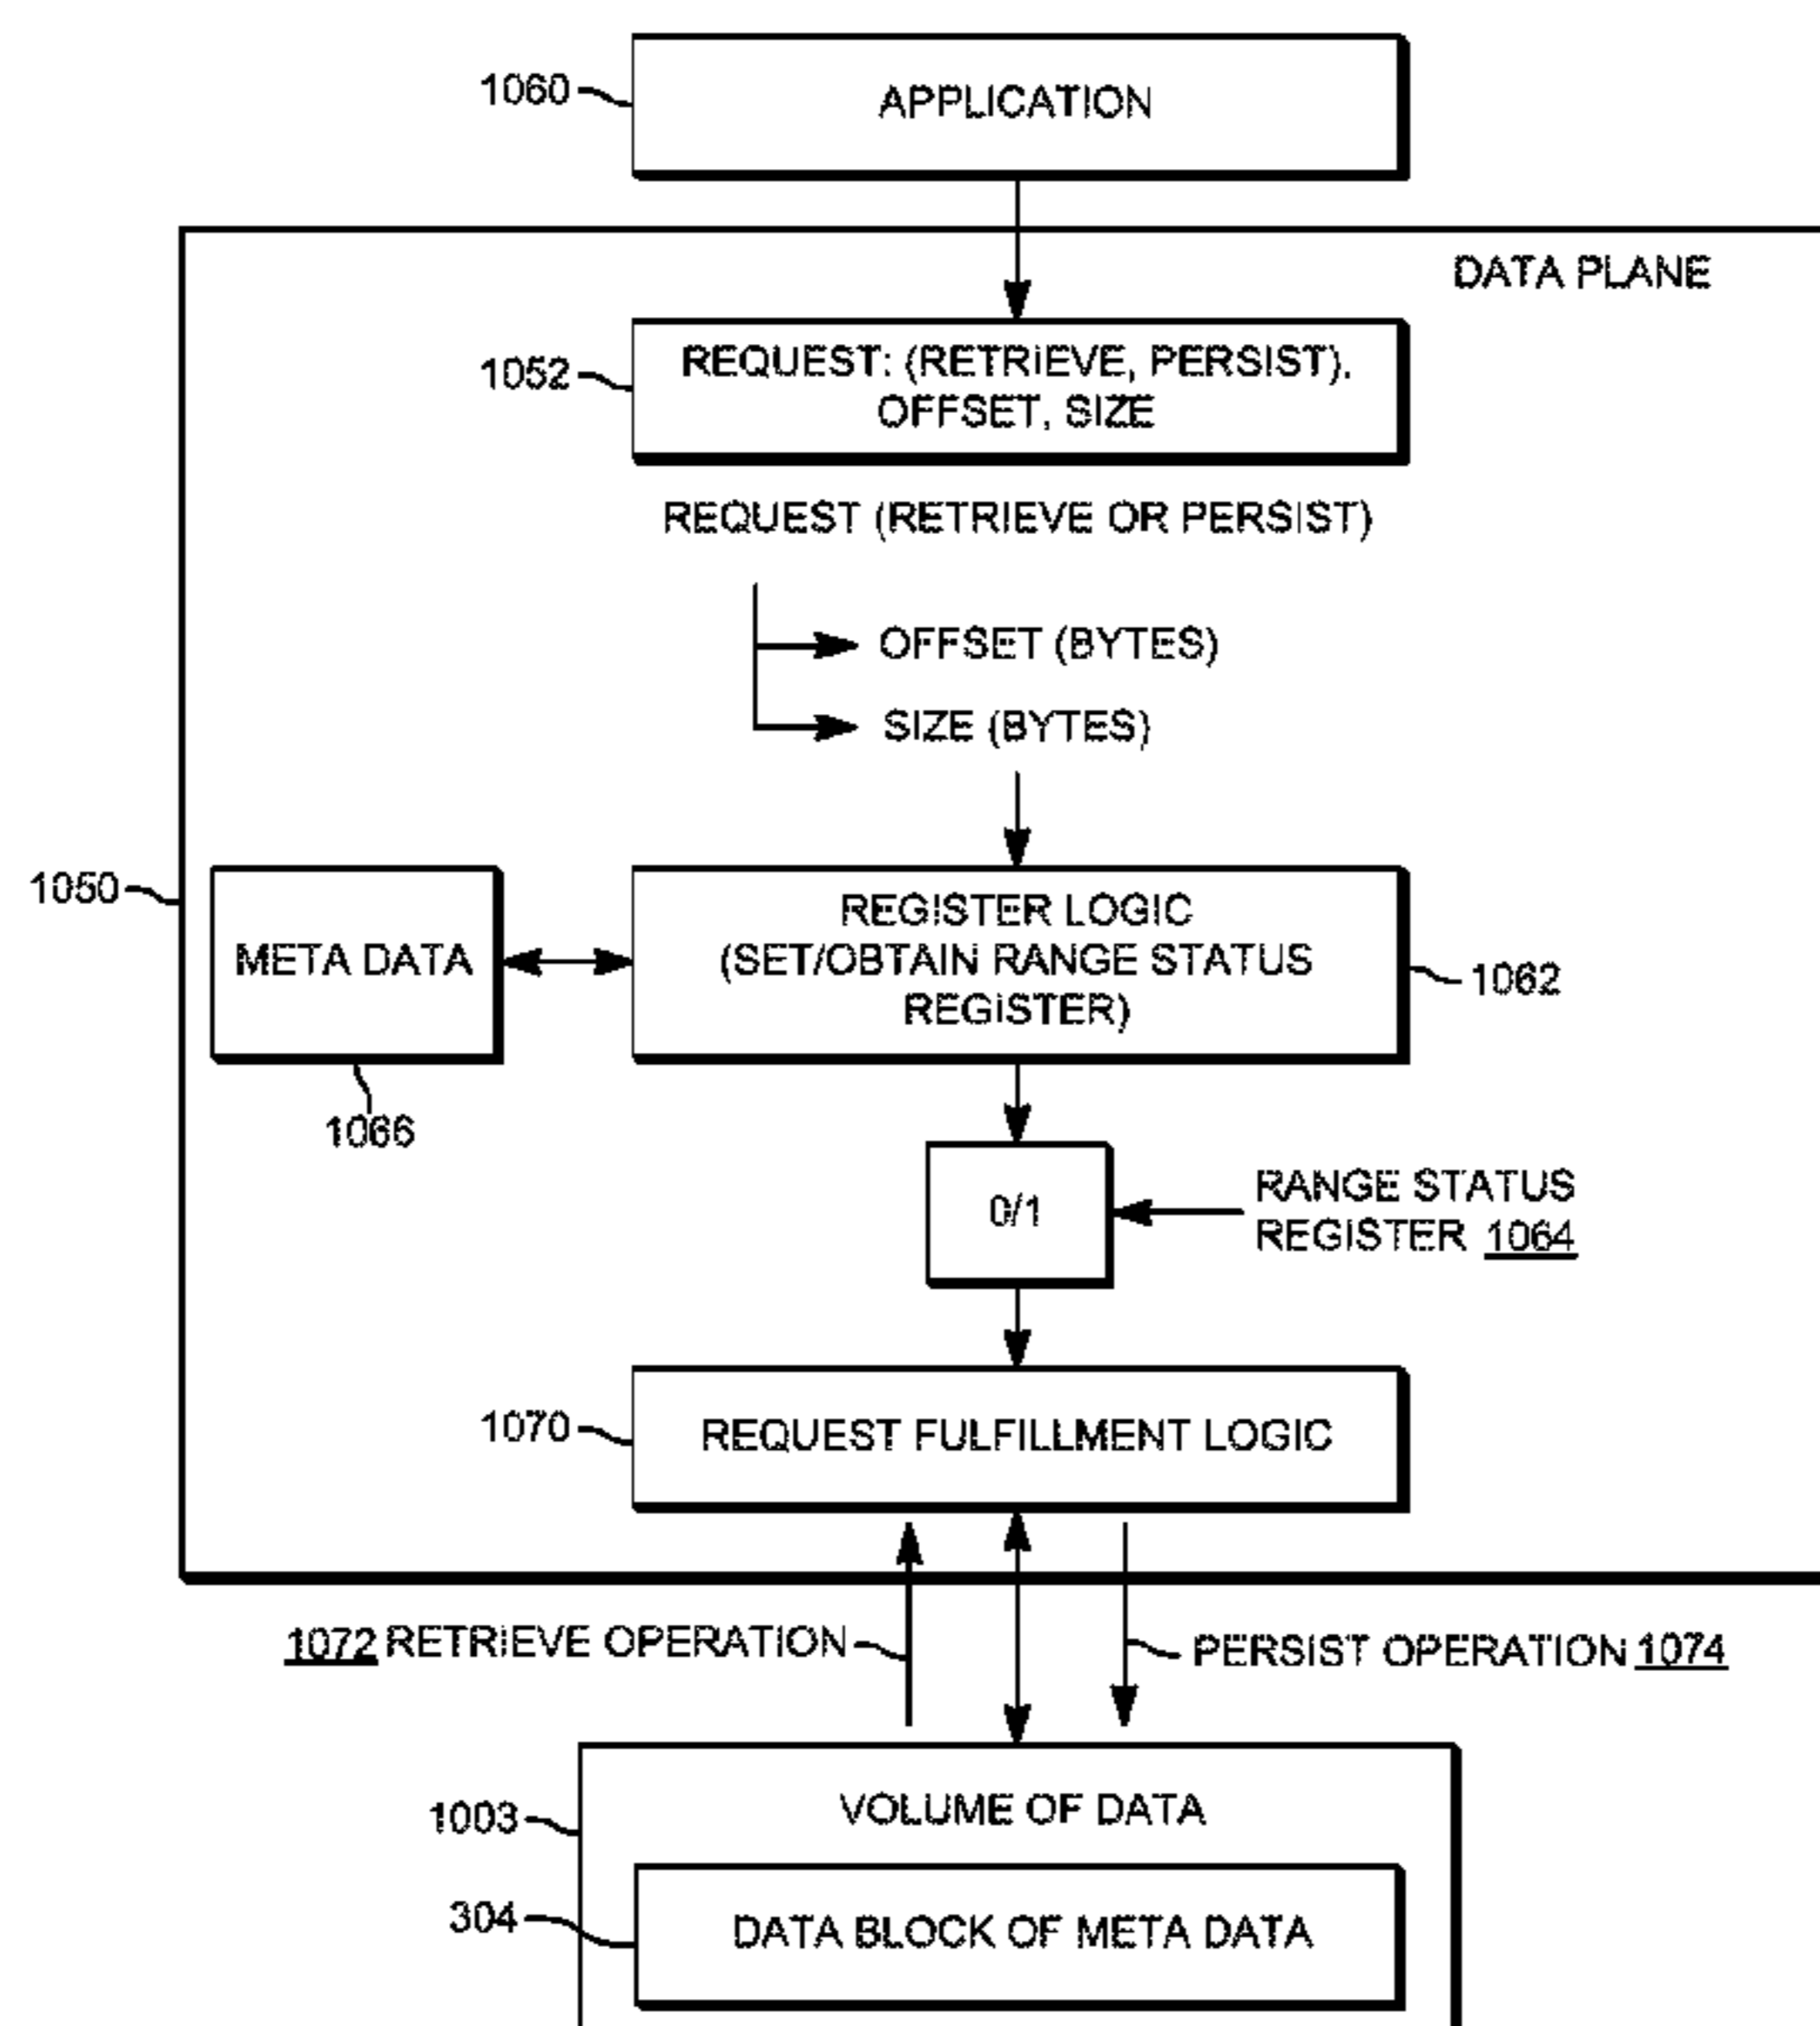 1060 APPLICATION
DATA PLANE
1052 REQUEST: (RETRIEVE, PERSIST),
OFFSET, SIZE
REQUEST (RETRIEVE OR PERSIST)
OFFSET (BYTES)
SIZE (BYTES)
1050
META DATA
1066
REGISTER LOGIC
(SET/OBTAIN RANGE STATUS
REGISTER)
1062
0/1
RANGE STATUS
REGISTER 1064
1070 REQUEST FULFILLMENT LOGIC
1072 RETRIEVE OPERATION
PERSIST OPERATION 1074
1003 VOLUME OF DATA
304 DATA BLOCK OF META DATA